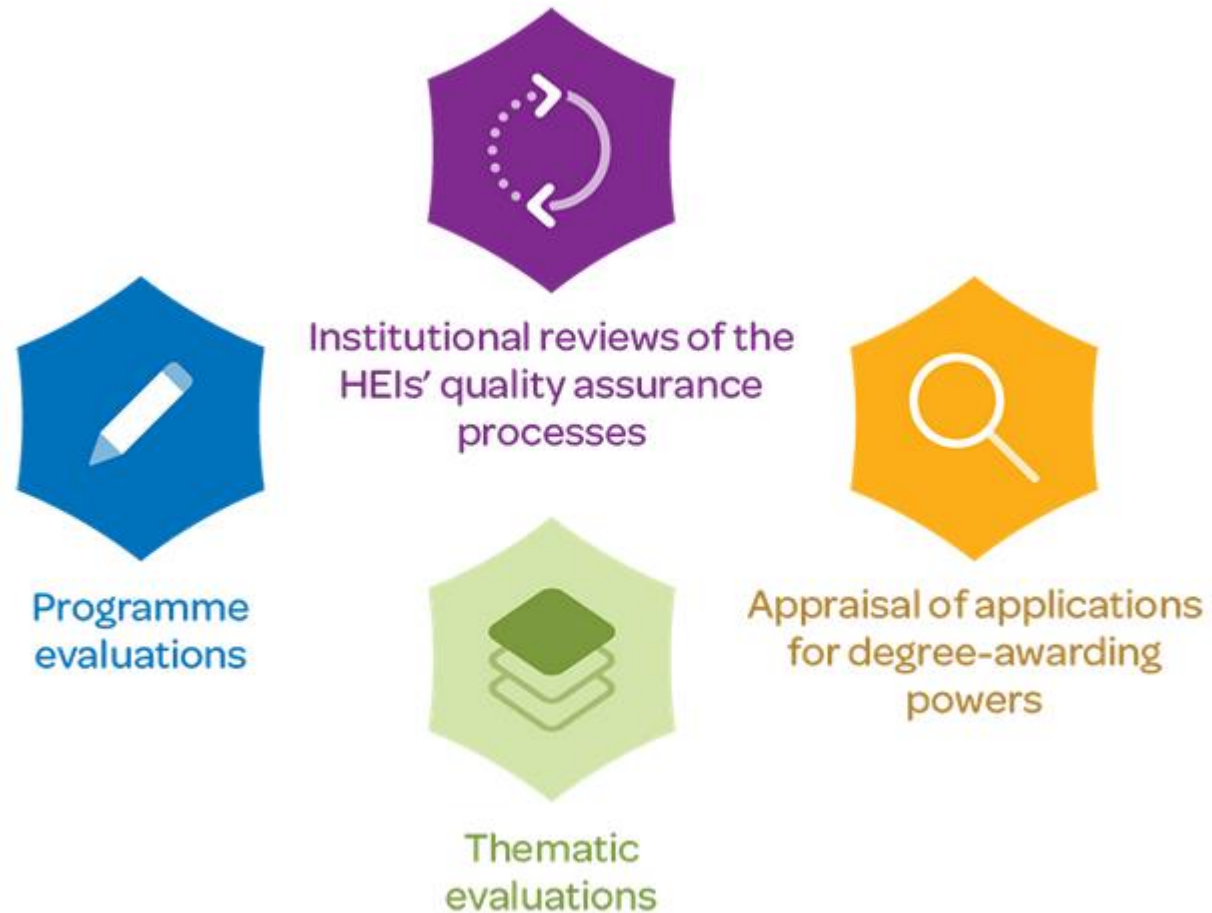 Institutional reviews of the
HEIs’ quality assurance
processes
Programme
evaluations
Appraisal of applications
for degree-awarding
powers
Thematic
evaluations